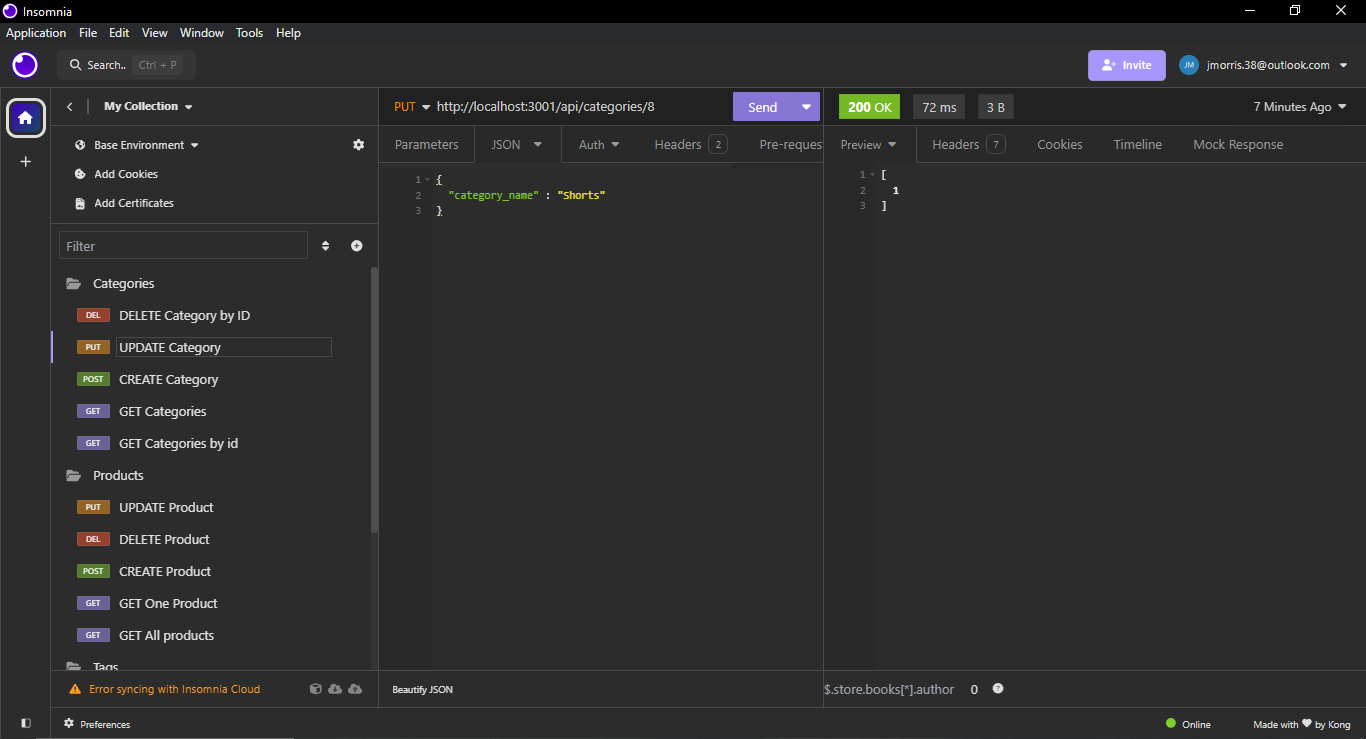 Insomnia
Application File Edit View Window Tools Help
Search.. Ctrl + P
Invite
JM jmorris.38@outlook.com
My Collection
Base Environment
Add Cookies
Add Certificates
Filter
Categories
DEL DELETE Category by ID
PUT UPDATE Category
POST CREATE Category
GET GET Categories
GET GET Categories by id
Products
PUT UPDATE Product
DEL DELETE Product
POST CREATE Product
GET GET One Product
GET GET All products
Tags
Error syncing with Insomnia Cloud
Preferences
PUT http://localhost:3001/api/categories/8 Send
Parameters JSON Auth Headers 2 Pre-reques
1 {
2 "category_name" : "Shorts"
3 }
Beautify JSON
200 OK 72 ms 3 B 7 Minutes Ago
Preview Headers 7 Cookies Timeline Mock Response
1 [
2 1
3 ]
$.store.books[*].author 0 ?
Online Made with ♥ by Kong